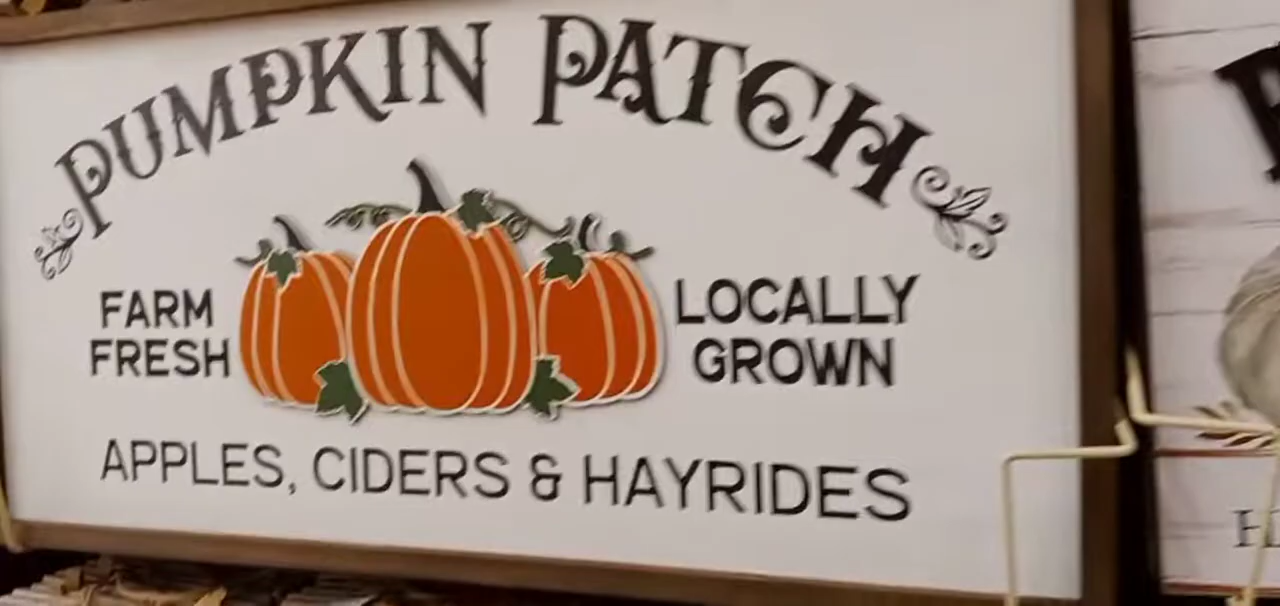 PUMPKIN PATCH
FARM
FRESH
LOCALLY
GROWN
APPLES, CIDERS & HAYRIDES